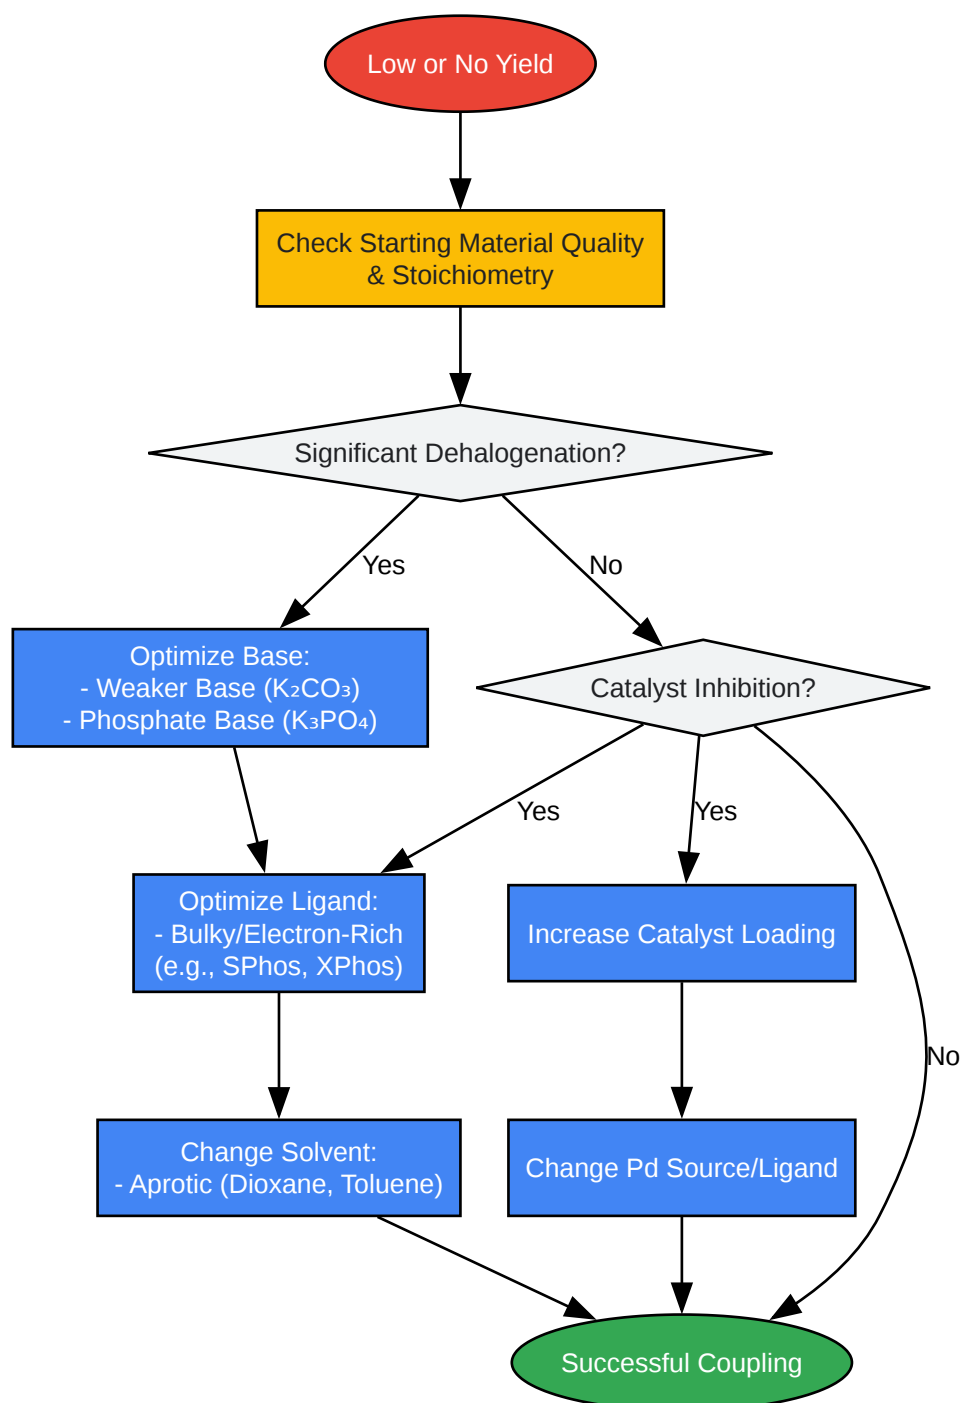 Low or No Yield
Check Starting Material Quality
& Stoichiometry
Significant Dehalogenation?
Yes
No
Optimize Base:
- Weaker Base (K₂CO₃)
- Phosphate Base (K₃PO₄)
Catalyst Inhibition?
Yes
Yes
Optimize Ligand:
- Bulky/Electron-Rich
(e.g., SPhos, XPhos)
Increase Catalyst Loading
No
Change Solvent:
- Aprotic (Dioxane, Toluene)
Change Pd Source/Ligand
Successful Coupling